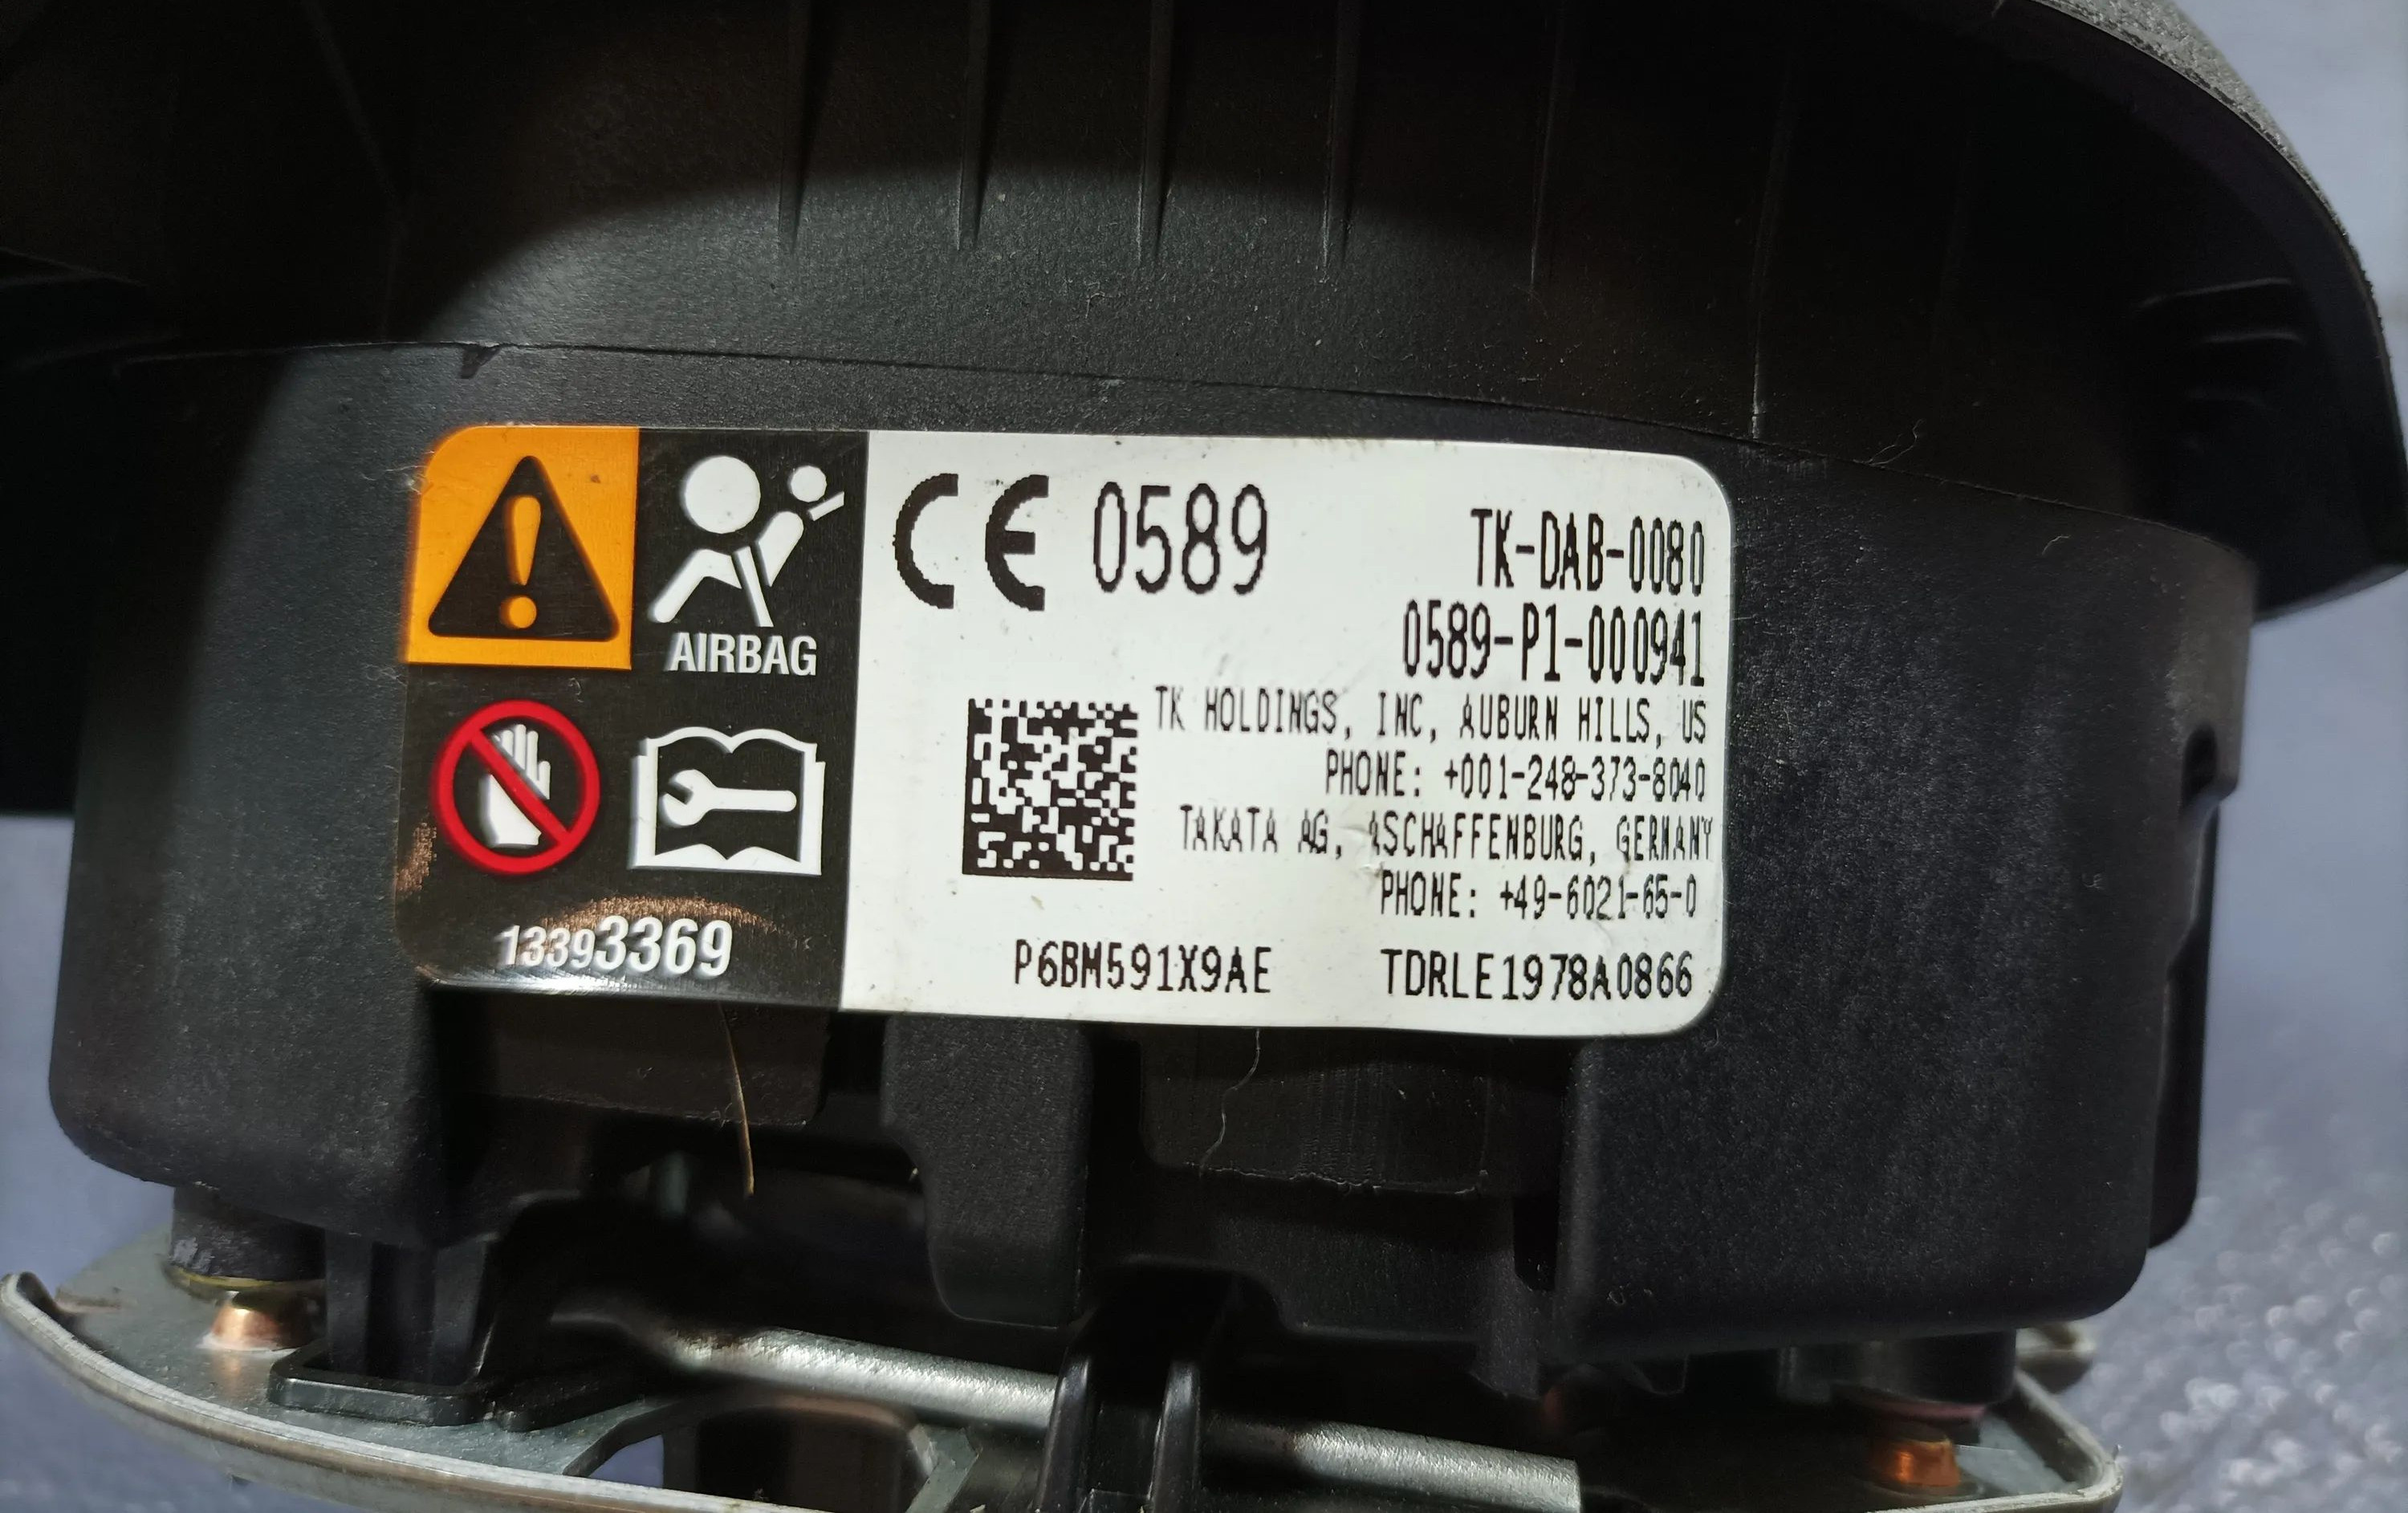 AIRBAG
13393369
CE 0589
TK-DAB-0080
0589-P1-000941
TK HOLDINGS, INC, AUBURN HILLS, US
PHONE: +001-248-373-8040
TAKATA AG, ASCHAFFENBURG, GERMANY
PHONE: +49-6021-65-0
P6BM591X9AE TDRLE1978A0866